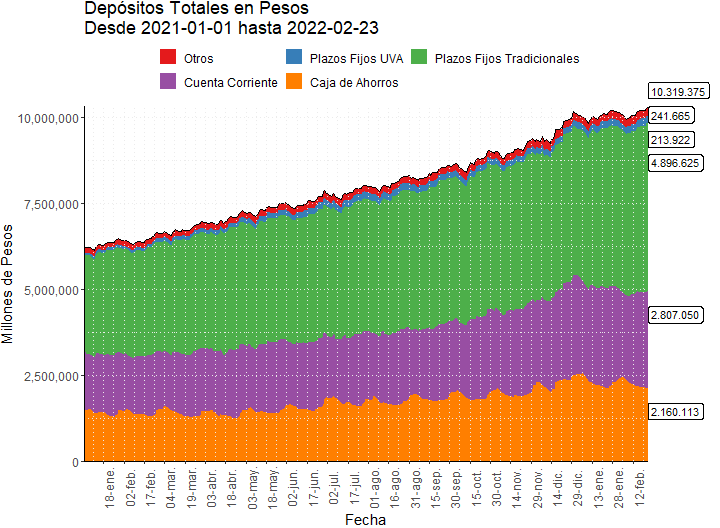 Depósitos Totales en Pesos
Desde 2021-01-01 hasta 2022-02-23
Otros
Plazos Fijos UVA
Plazos Fijos Tradicionales
Cuenta Corriente
Caja de Ahorros
10.319.375
241.665
213.922
4.896.625
2.807.050
2.160.113
10,000,000
7,500,000
5,000,000
2,500,000
0
Millones de Pesos
18-ene.
02-feb.
17-feb.
04-mar.
19-mar.
03-abr.
18-abr.
03-may.
18-may.
02-jun.
17-jun.
02-jul.
17-jul.
01-ago.
16-ago.
31-ago.
15-sep.
30-sep.
15-oct.
30-oct.
14-nov.
29-nov.
14-dic.
29-dic.
13-ene.
28-ene.
12-feb.
Fecha